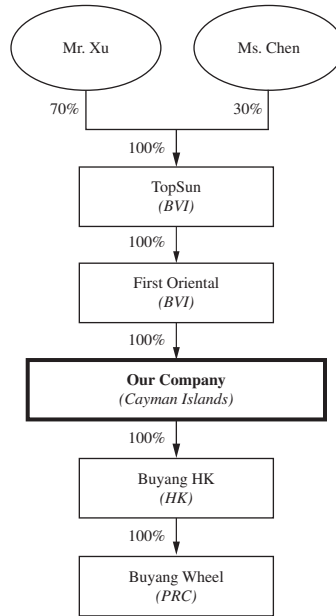 Mr. Xu
Ms. Chen
70%
30%
100%
TopSun
(BVI)
100%
First Oriental
(BVI)
100%
Our Company
(Cayman Islands)
100%
Buyang HK
(HK)
100%
Buyang Wheel
(PRC)